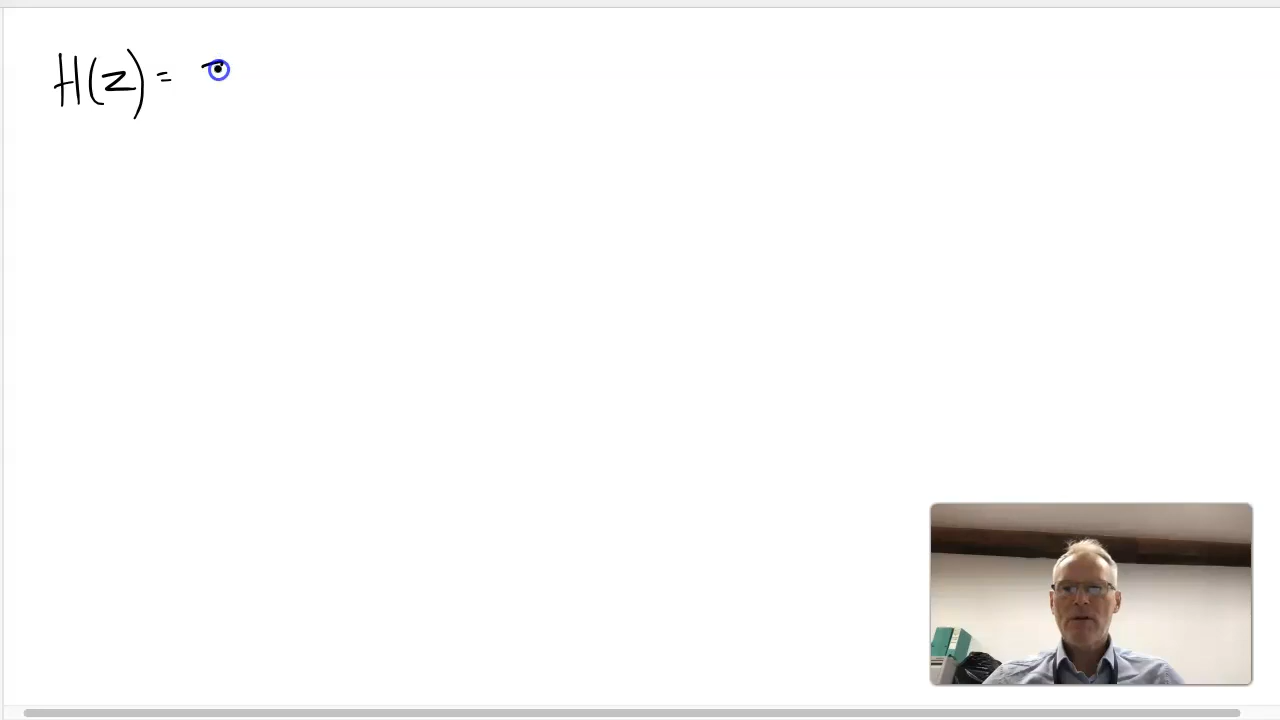 H(z) =